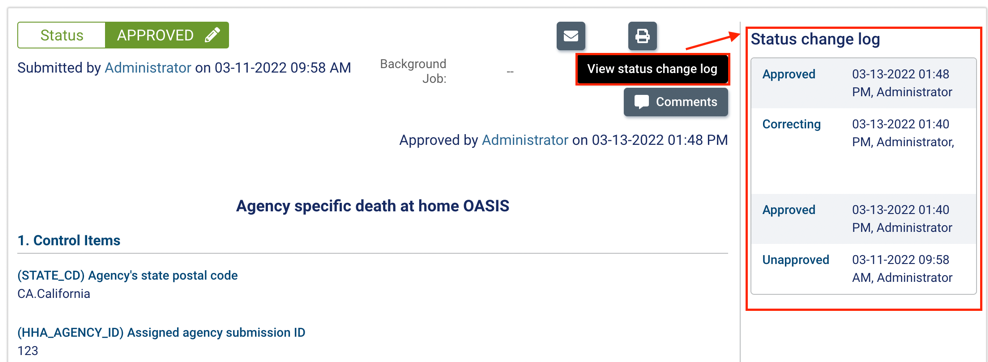 Status APPROVED
Submitted by Administrator on 03-11-2022 09:58 AM
Background
Job:
--
View status change log
Comments
Approved by Administrator on 03-13-2022 01:48 PM
Agency specific death at home OASIS
1. Control Items
(STATE_CD) Agency's state postal code
CA.California
(HHA_AGENCY_ID) Assigned agency submission ID
123
Status change log
Approved 03-13-2022 01:48
PM, Administrator
Correcting 03-13-2022 01:40
PM, Administrator,
Approved 03-13-2022 01:40
PM, Administrator
Unapproved 03-11-2022 09:58
AM, Administrator